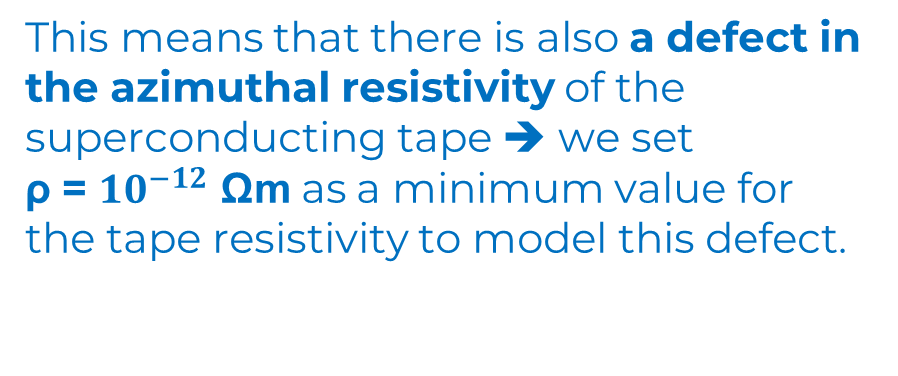 This means that there is also a defect in
the azimuthal resistivity of the
superconducting tape ➔ we set
ρ = 10⁻¹² Ωm as a minimum value for
the tape resistivity to model this defect.